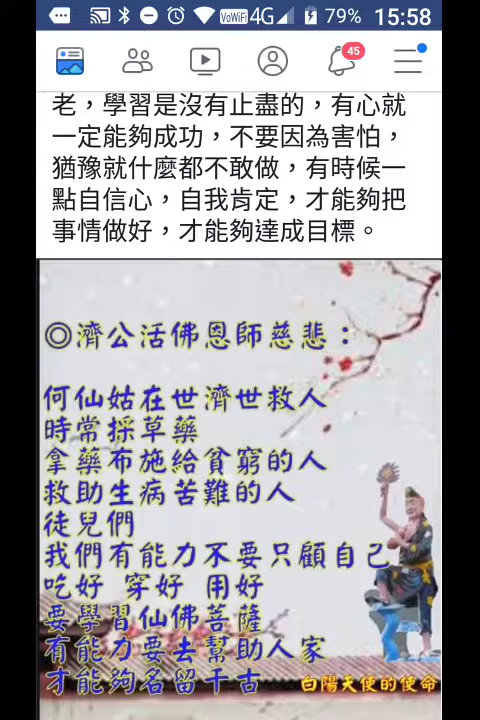 VoWiFi 4G 79% 15:58
45
老，學習是沒有止盡的，有心就
一定能夠成功，不要因為害怕，
猶豫就什麼都不敢做，有時候一
點自信心，自我肯定，才能夠把
事情做好，才能夠達成目標。
◎濟公活佛恩師慈悲：
何仙姑在世濟世救人
時常採草藥
拿藥布施給貧窮的人
救助生病苦難的人
徒兒們
我們有能力不要只顧自己
吃好 穿好 用好
要學習仙佛菩薩
有能力要去幫助人家
才能夠名留千古
白陽天使的使命